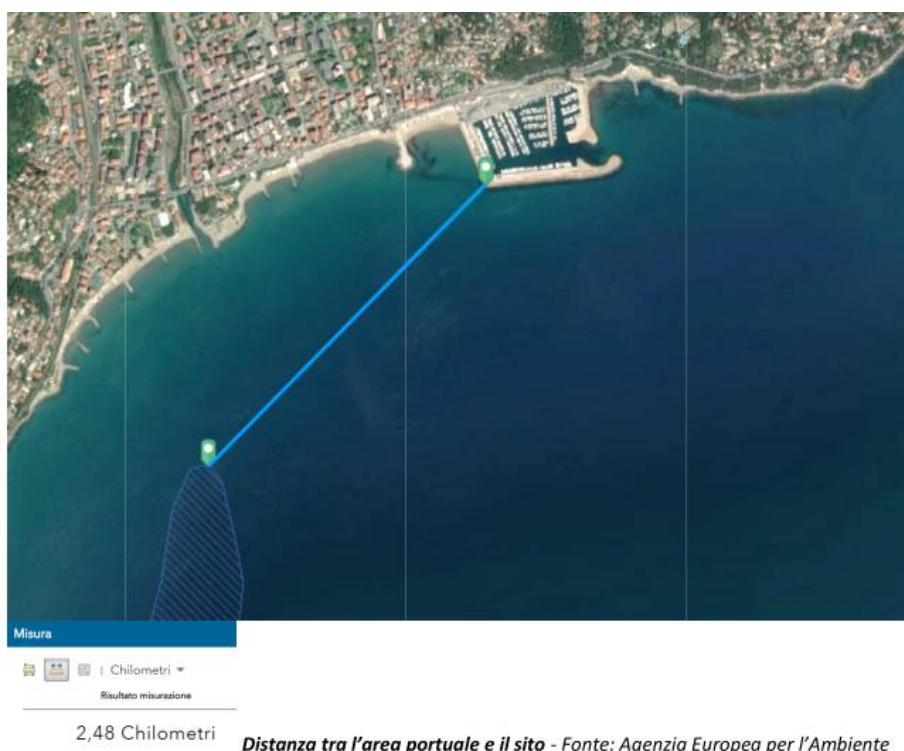 Misura
| Chilometri
Risultato misurazione
2,48 Chilometri
Distanza tra l'area portuale e il sito - Fonte: Agenzia Europea per l'Ambiente